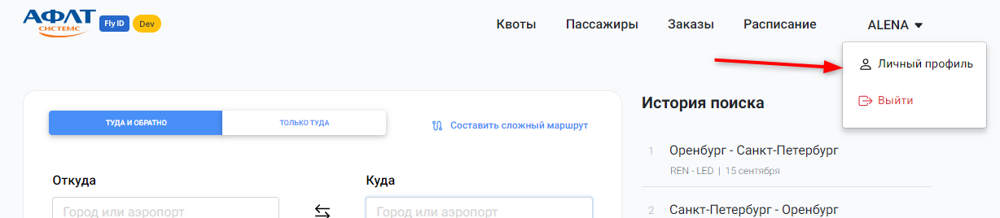 АФЛТ
СИСТЕМС
Fly ID
Dev
Квоты Пассажиры Заказы Расписание ALENA
Личный профиль
Выйти
ТУДА И ОБРАТНО ТОЛЬКО ТУДА Составить сложный маршрут
Откуда Куда
Город или аэропорт Город или аэропорт
История поиска
1 Оренбург - Санкт-Петербург
REN - LED | 15 сентября
2 Санкт-Петербург - Оренбург